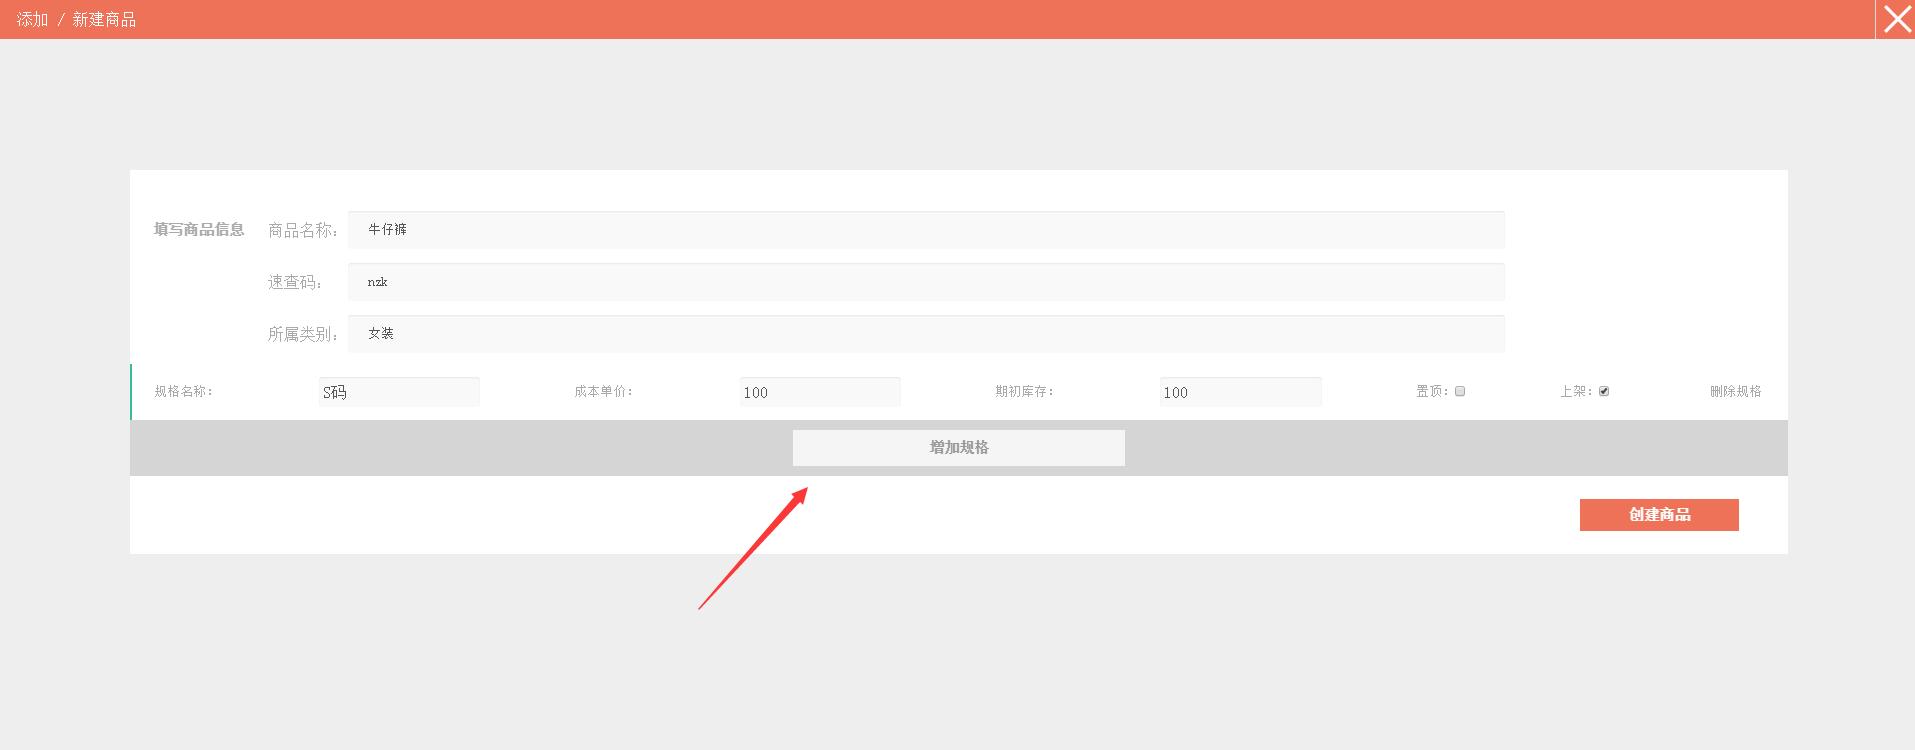 添加 / 新建商品
填写商品信息 商品名称： 牛仔裤
速查码： nzk
所属类别： 女装
规格名称： S码 成本单价： 100 期初库存： 100 置顶： 上架： 删除规格
增加规格
创建商品